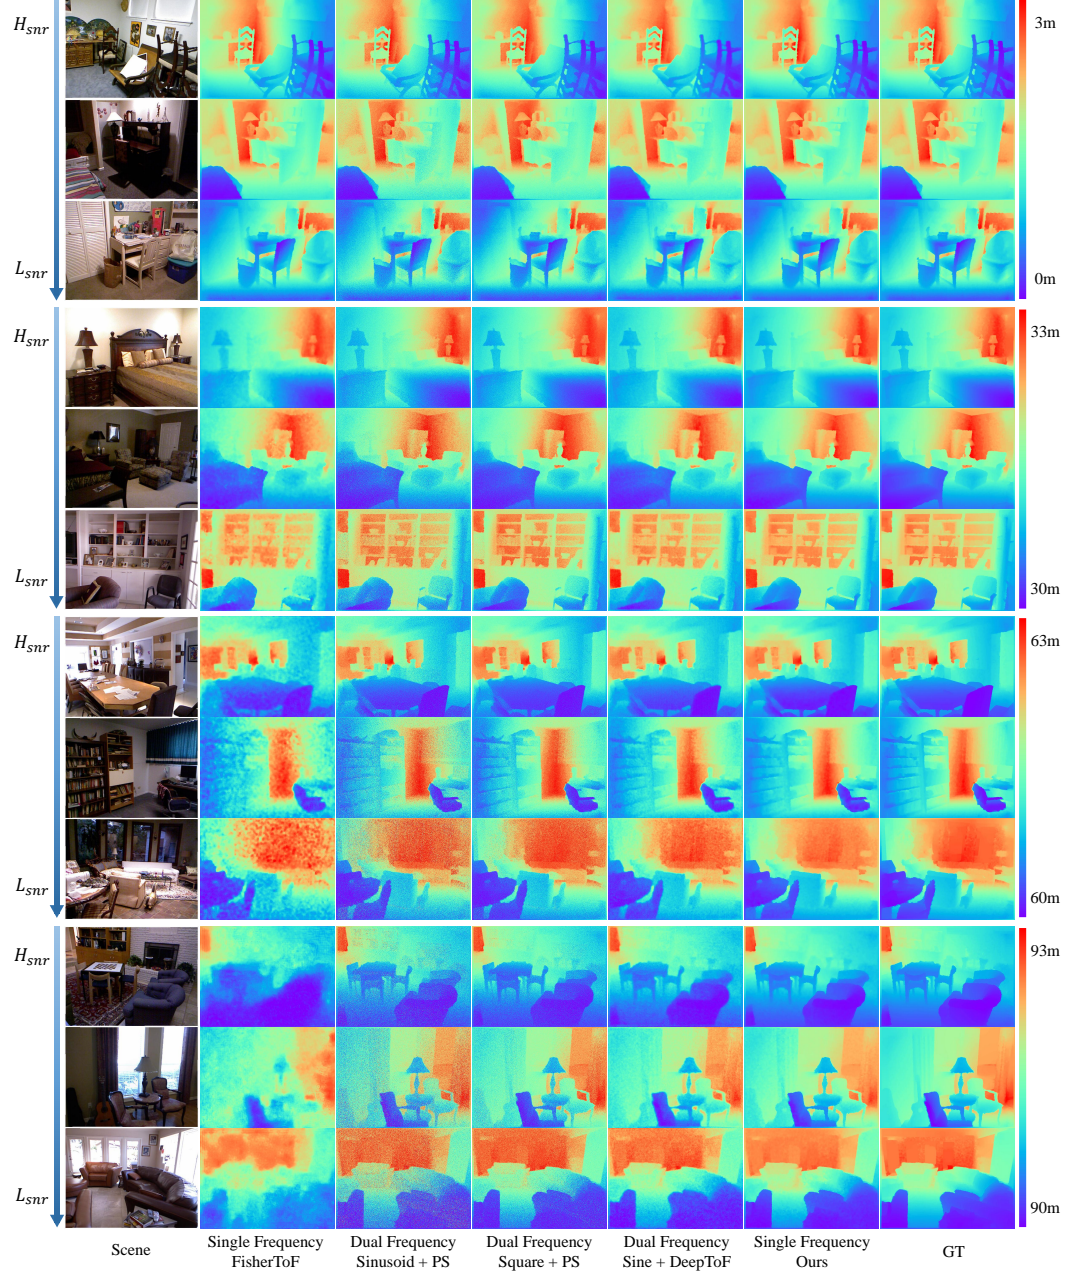 H_snr
3m
L_snr
0m
H_snr
33m
L_snr
30m
H_snr
63m
L_snr
60m
H_snr
93m
L_snr
90m
Scene
Single Frequency
FisherToF
Dual Frequency
Sinusoid + PS
Dual Frequency
Square + PS
Dual Frequency
Sine + DeepToF
Single Frequency
Ours
GT